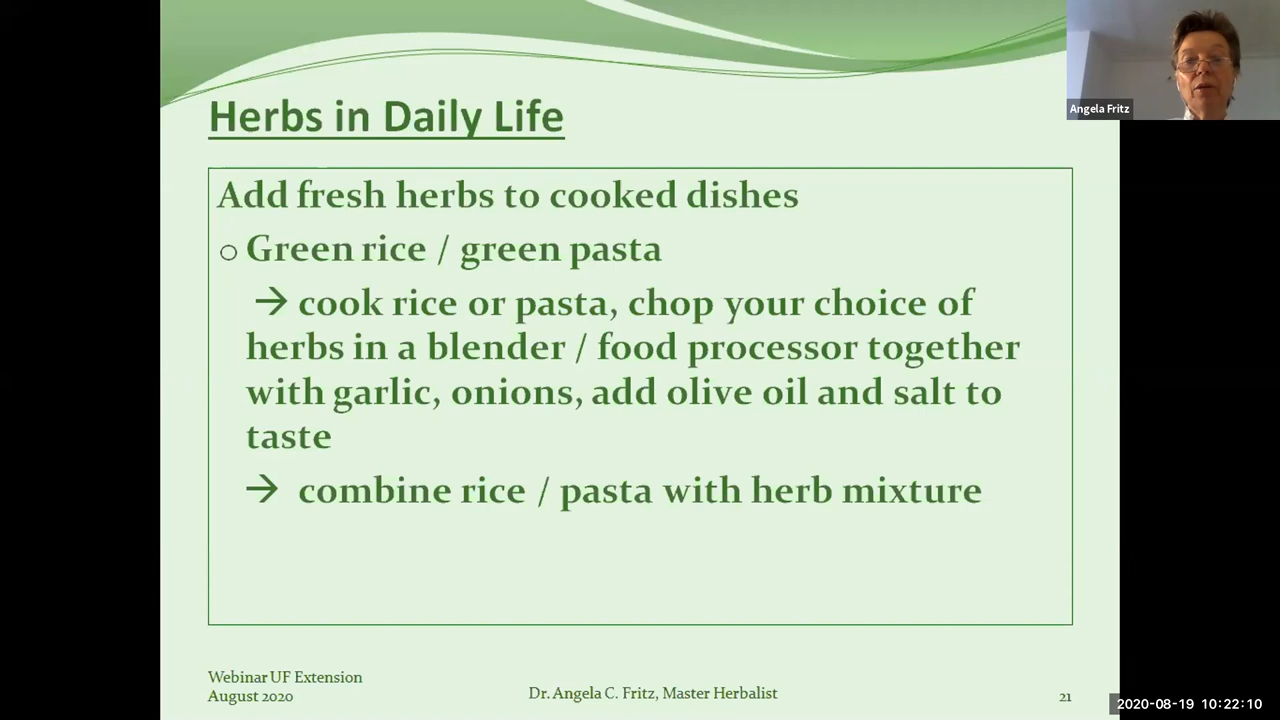 Angela Fritz
Herbs in Daily Life
Add fresh herbs to cooked dishes
○ Green rice / green pasta
→ cook rice or pasta, chop your choice of
herbs in a blender / food processor together
with garlic, onions, add olive oil and salt to
taste
→ combine rice / pasta with herb mixture
Webinar UF Extension
August 2020
Dr. Angela C. Fritz, Master Herbalist
21
2020-08-19 10:22:10